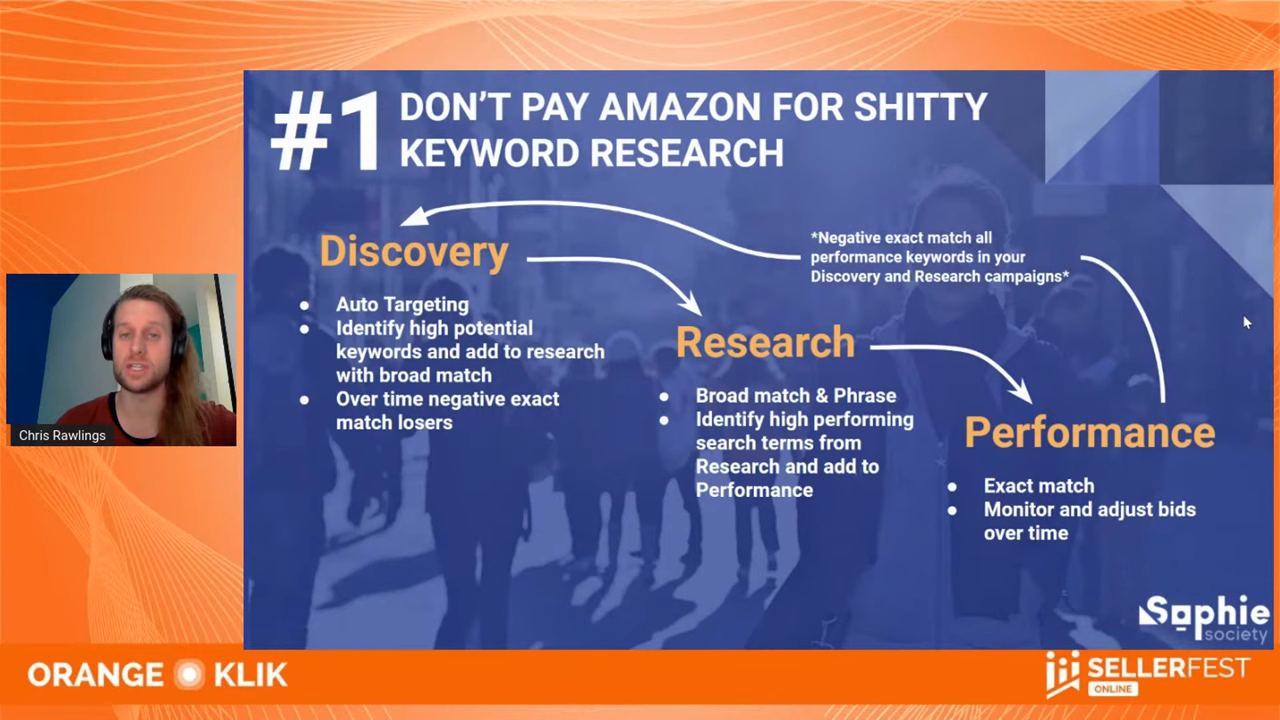 #1 DON'T PAY AMAZON FOR SHITTY
KEYWORD RESEARCH
Discovery
● Auto Targeting
● Identify high potential
keywords and add to research
with broad match
● Over time negative exact
match losers
*Negative exact match all
performance keywords in your
Discovery and Research campaigns*
Research
● Broad match & Phrase
● Identify high performing
search terms from
Research and add to
Performance
Performance
● Exact match
● Monitor and adjust bids
over time
Chris Rawlings
Sophie
society
ORANGE KLIK
SELLERFEST
ONLINE